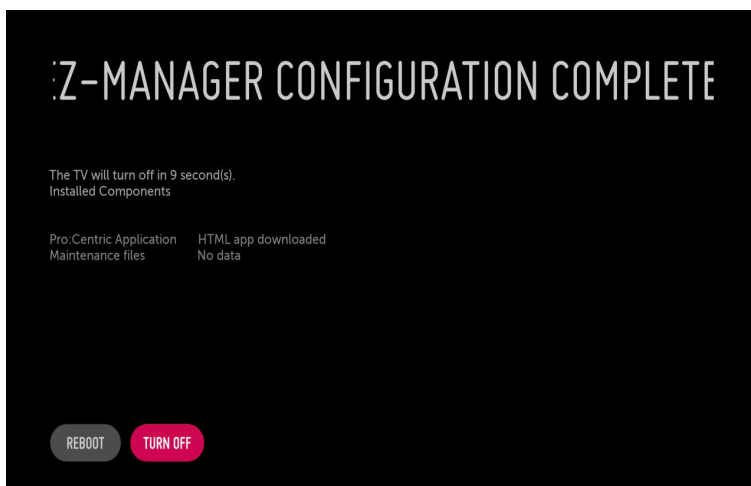 EZ-MANAGER CONFIGURATION COMPLETE
The TV will turn off in 9 second(s).
Installed Components
Pro:Centric Application HTML app downloaded
Maintenance files No data
REBOOT TURN OFF